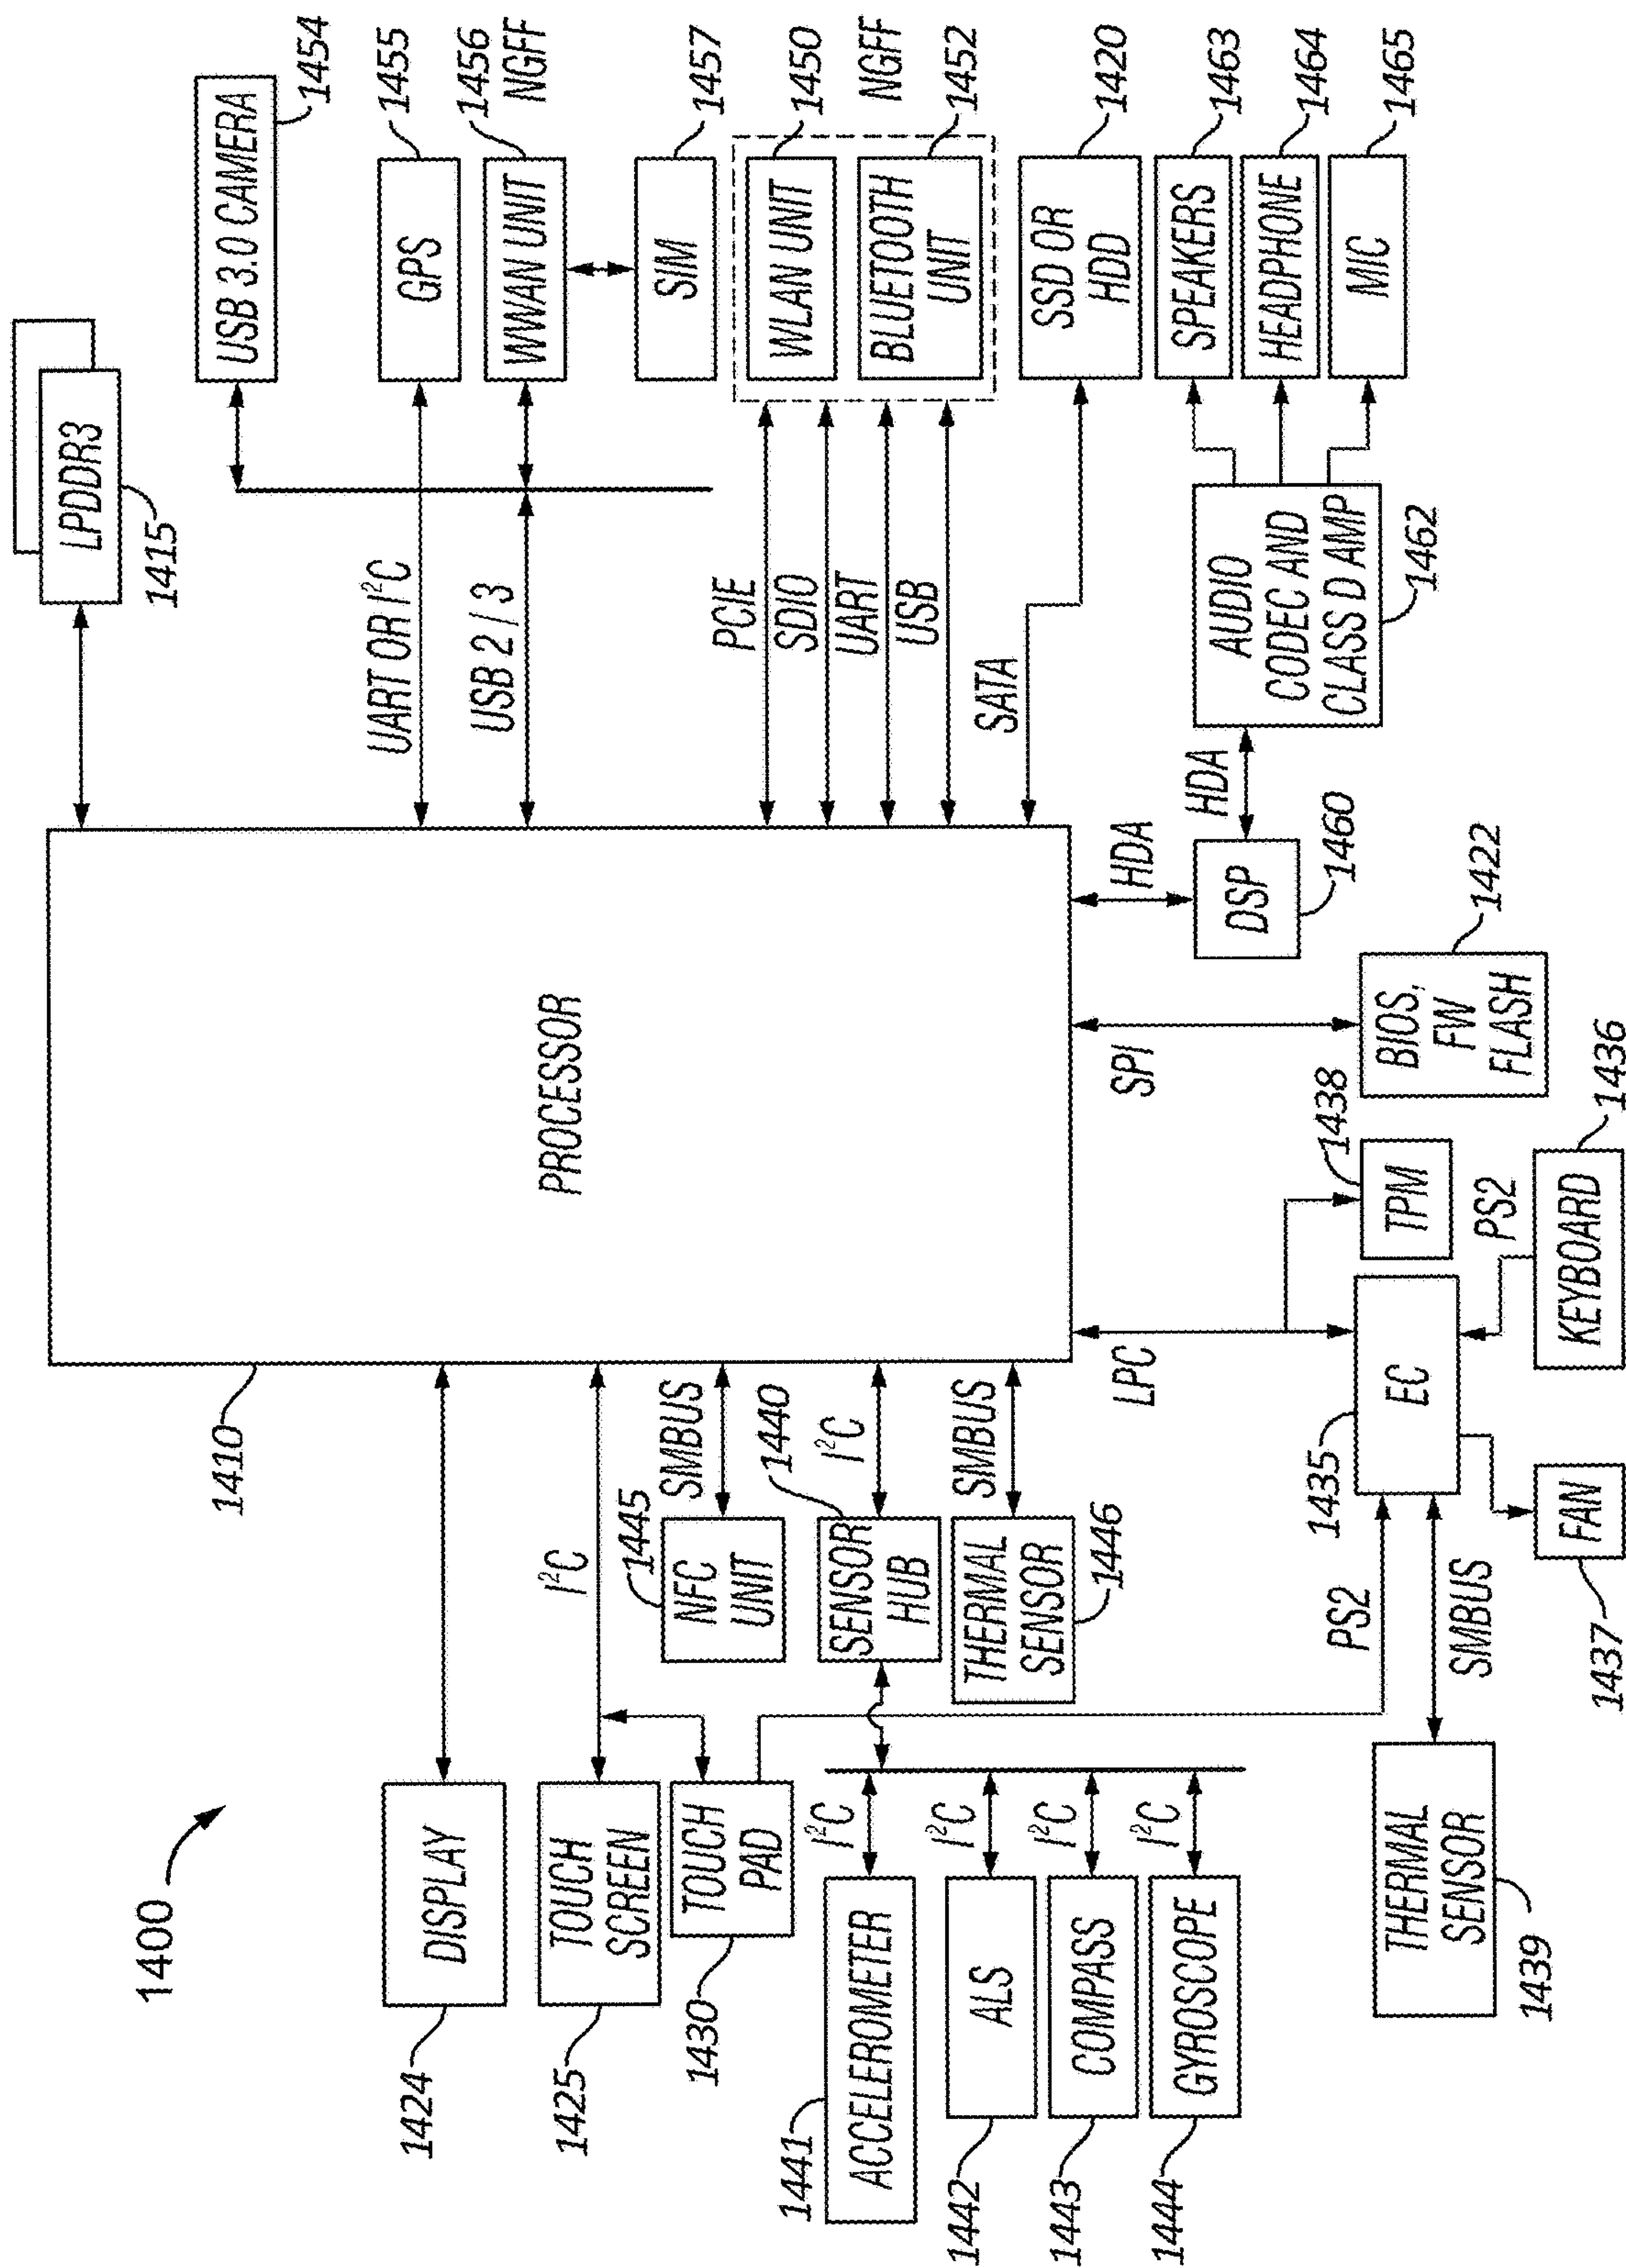 1400
LPDDR3
1415
USB 3.0 CAMERA
1454
1410
PROCESSOR
DISPLAY
1424
UART OR I²C
GPS
1455
USB 2 / 3
WWAN UNIT
1456
NGFF
TOUCH
SCREEN
1425
I²C
SIM
1457
TOUCH
PAD
1430
NFC
UNIT
1445
SMBUS
PCIE
SDIO
UART
USB
WLAN UNIT
1450
NGFF
BLUETOOTH
UNIT
1452
SENSOR
HUB
1440
I²C
ACCELEROMETER
1441
I²C
THERMAL
SENSOR
1446
SMBUS
SATA
SSD OR
HDD
1420
ALS
1442
I²C
COMPASS
1443
I²C
GYROSCOPE
1444
I²C
LPC
SPI
HDA
DSP
1460
HDA
AUDIO
CODEC AND
CLASS D AMP
1462
SPEAKERS
1463
HEADPHONE
1464
MIC
1465
PS2
EC
1435
TPM
1438
BIOS,
FW
FLASH
1422
THERMAL
SENSOR
1439
SMBUS
FAN
1437
PS2
KEYBOARD
1436